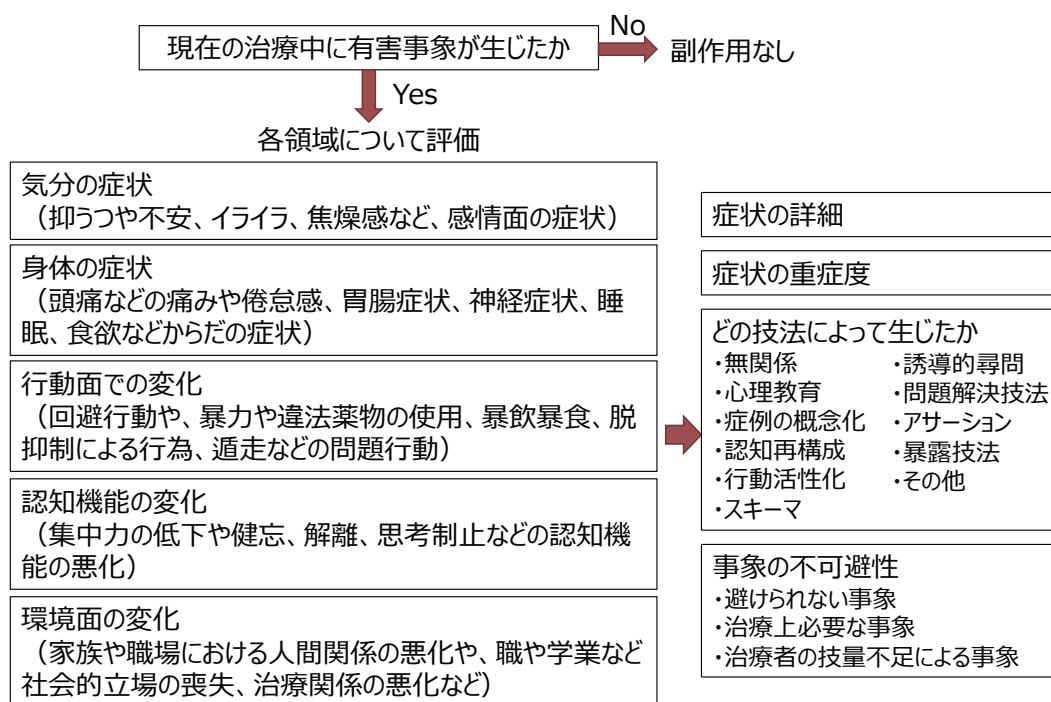 現在の治療中に有害事象が生じたか
No
副作用なし
Yes
各領域について評価
気分の症状
（抑うつや不安、イライラ、焦燥感など、感情面の症状）
身体の症状
（頭痛などの痛みや倦怠感、胃腸症状、神経症状、睡
眠、食欲などからだの症状）
行動面での変化
（回避行動や、暴力や違法薬物の使用、暴飲暴食、脱
抑制による行為、遁走などの問題行動）
認知機能の変化
（集中力の低下や健忘、解離、思考制止などの認知機
能の悪化）
環境面の変化
（家族や職場における人間関係の悪化や、職や学業など
社会的立場の喪失、治療関係の悪化など）
症状の詳細
症状の重症度
どの技法によって生じたか
・無関係
・心理教育
・症例の概念化
・認知再構成
・行動活性化
・スキーマ
・誘導的尋問
・問題解決技法
・アサーション
・暴露技法
・その他
事象の不可避性
・避けられない事象
・治療上必要な事象
・治療者の技量不足による事象